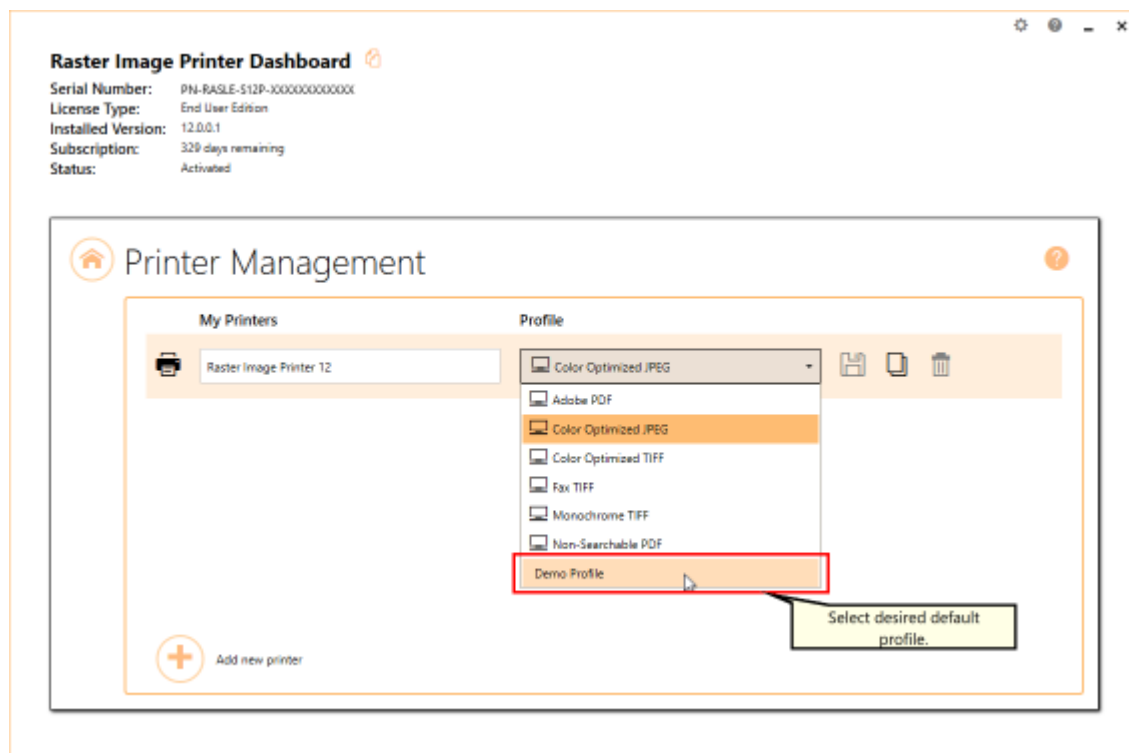 Raster Image Printer Dashboard
Serial Number: PN-RASLE-S12P-XXXXXXXXXXXX
License Type: End User Edition
Installed Version: 12.0.0.1
Subscription: 329 days remaining
Status: Activated
Printer Management
My Printers Profile
Raster Image Printer 12 Color Optimized JPEG
Adobe PDF
Color Optimized JPEG
Color Optimized TIFF
Fax TIFF
Monochrome TIFF
Non-Searchable PDF
Demo Profile
Select desired default
profile.
Add new printer